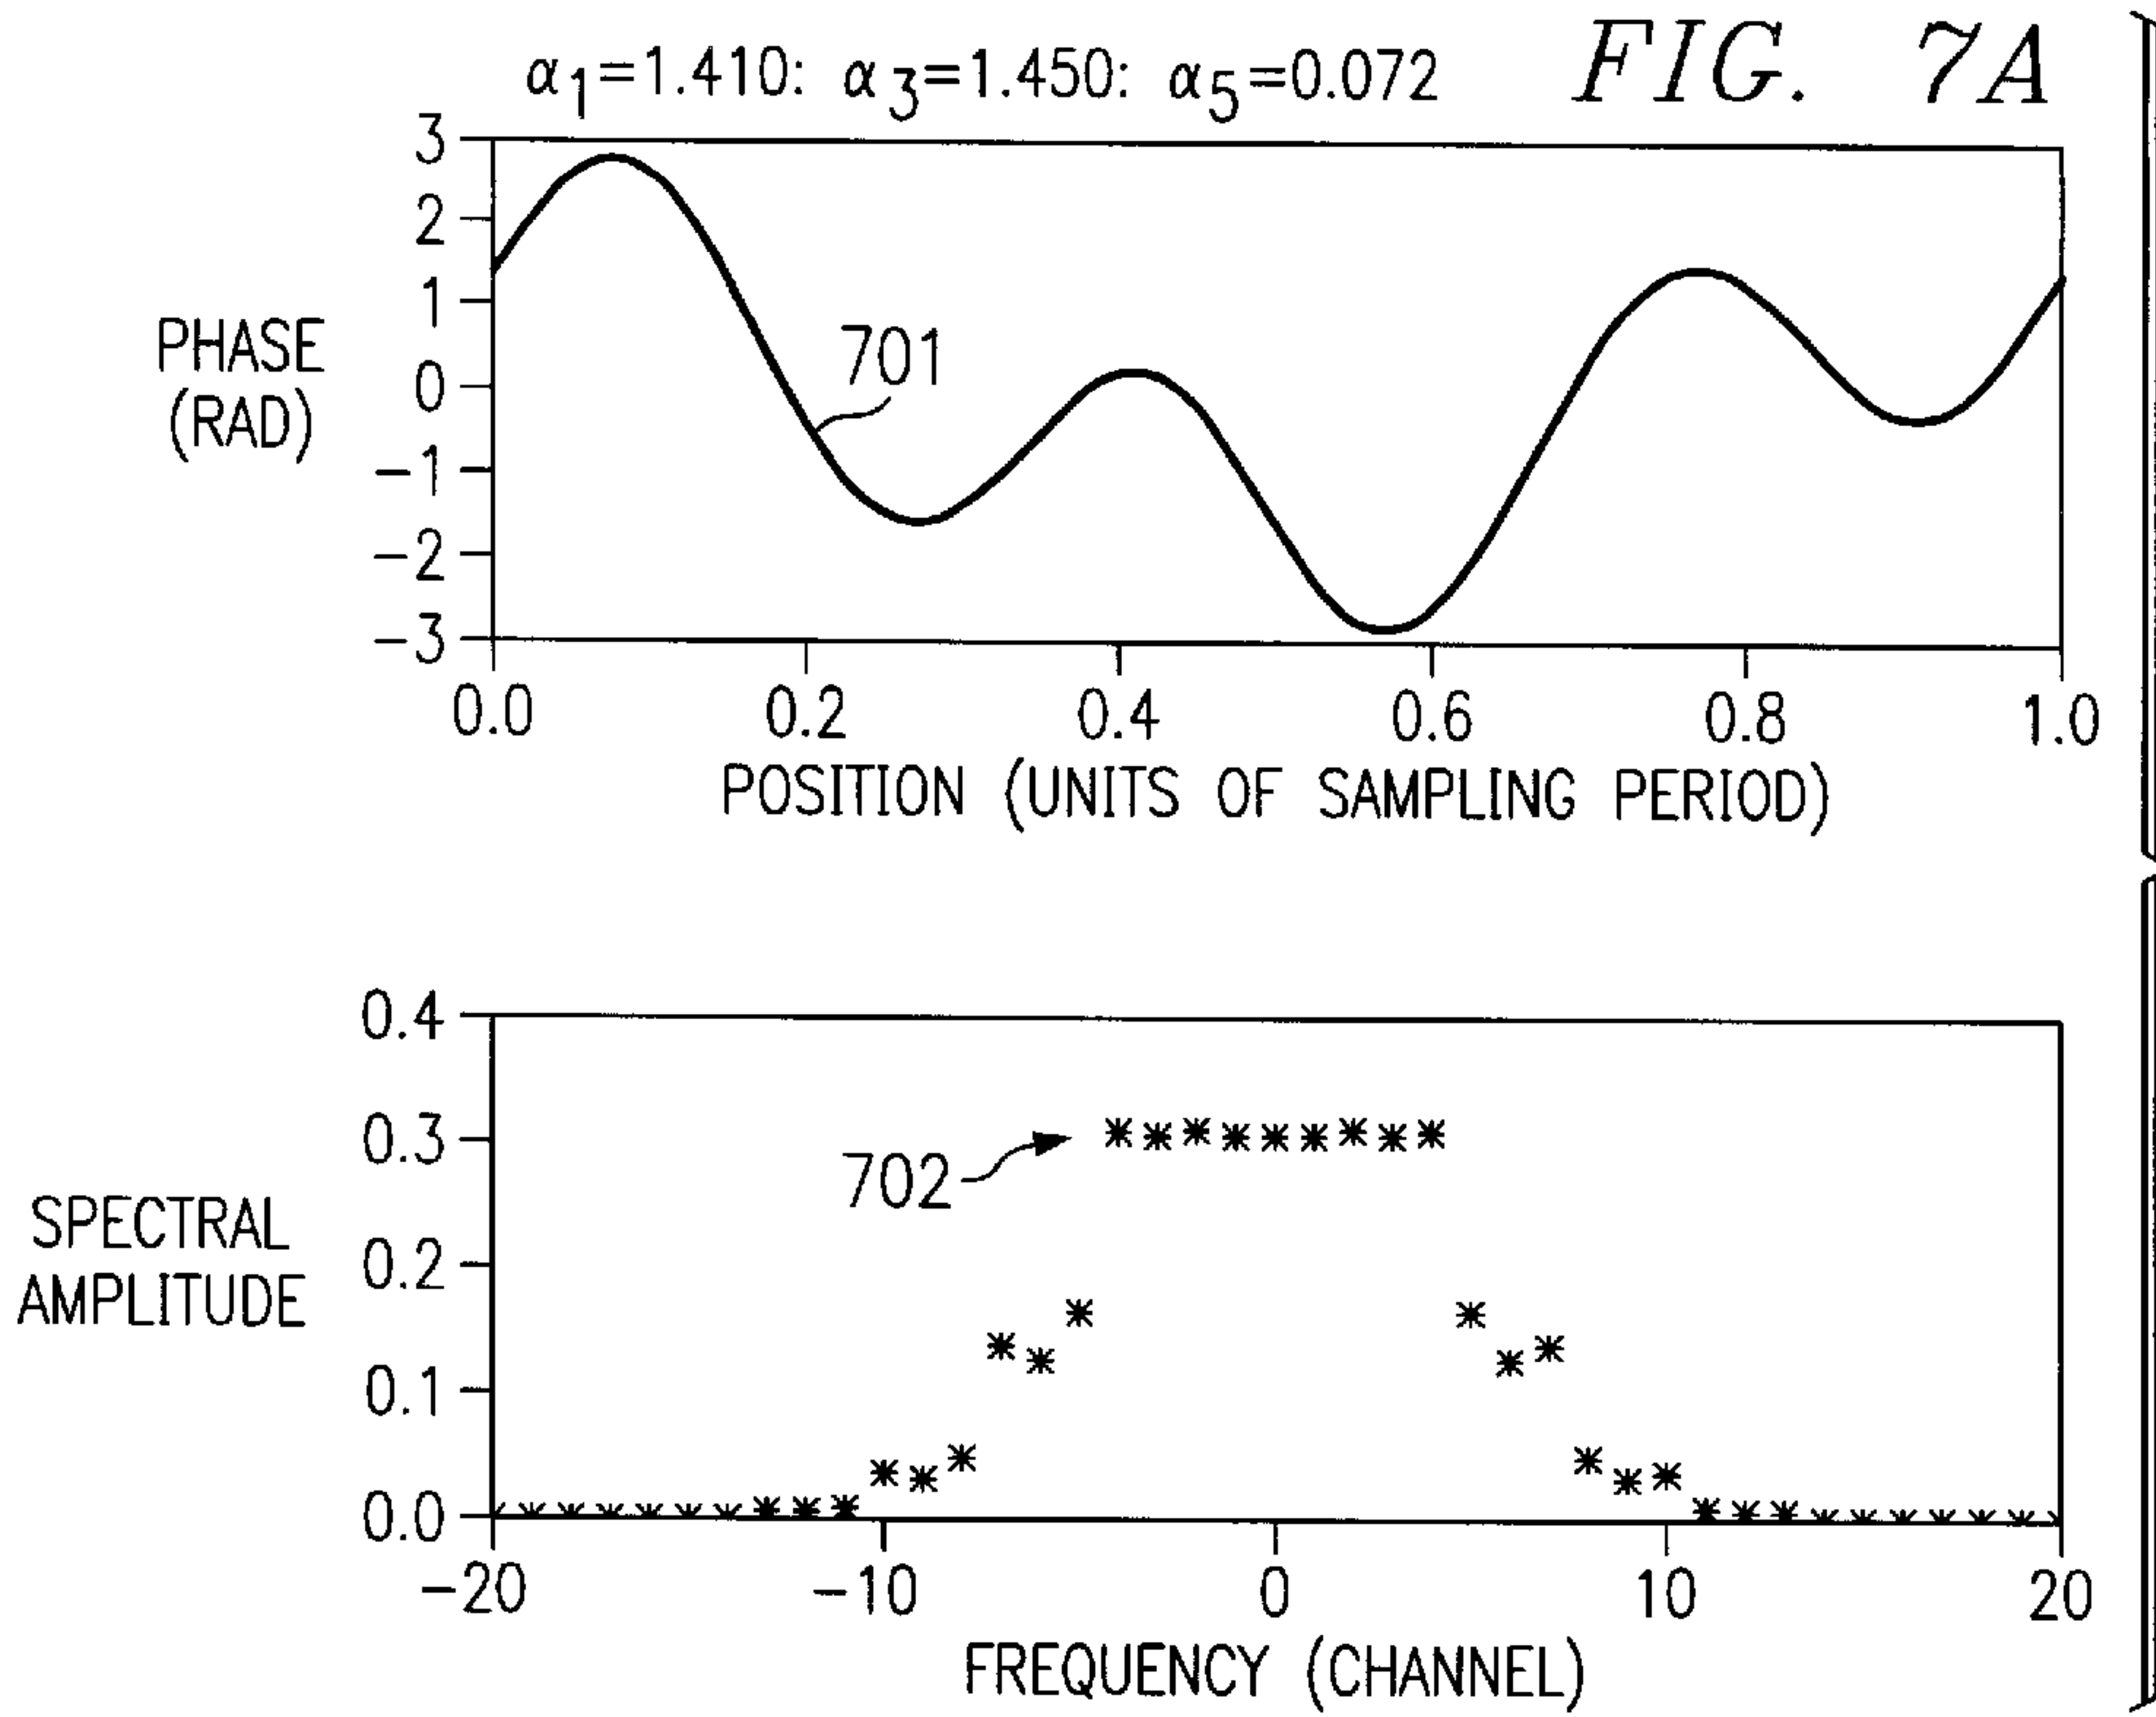 FIG. 7A
α1=1.410: α3=1.450: α5=0.072
3
2
1
0
-1
-2
-3
PHASE
(RAD)
701
0.0 0.2 0.4 0.6 0.8 1.0
POSITION (UNITS OF SAMPLING PERIOD)
0.4
0.3
0.2
0.1
0.0
SPECTRAL
AMPLITUDE
702
-20 -10 0 10 20
FREQUENCY (CHANNEL)